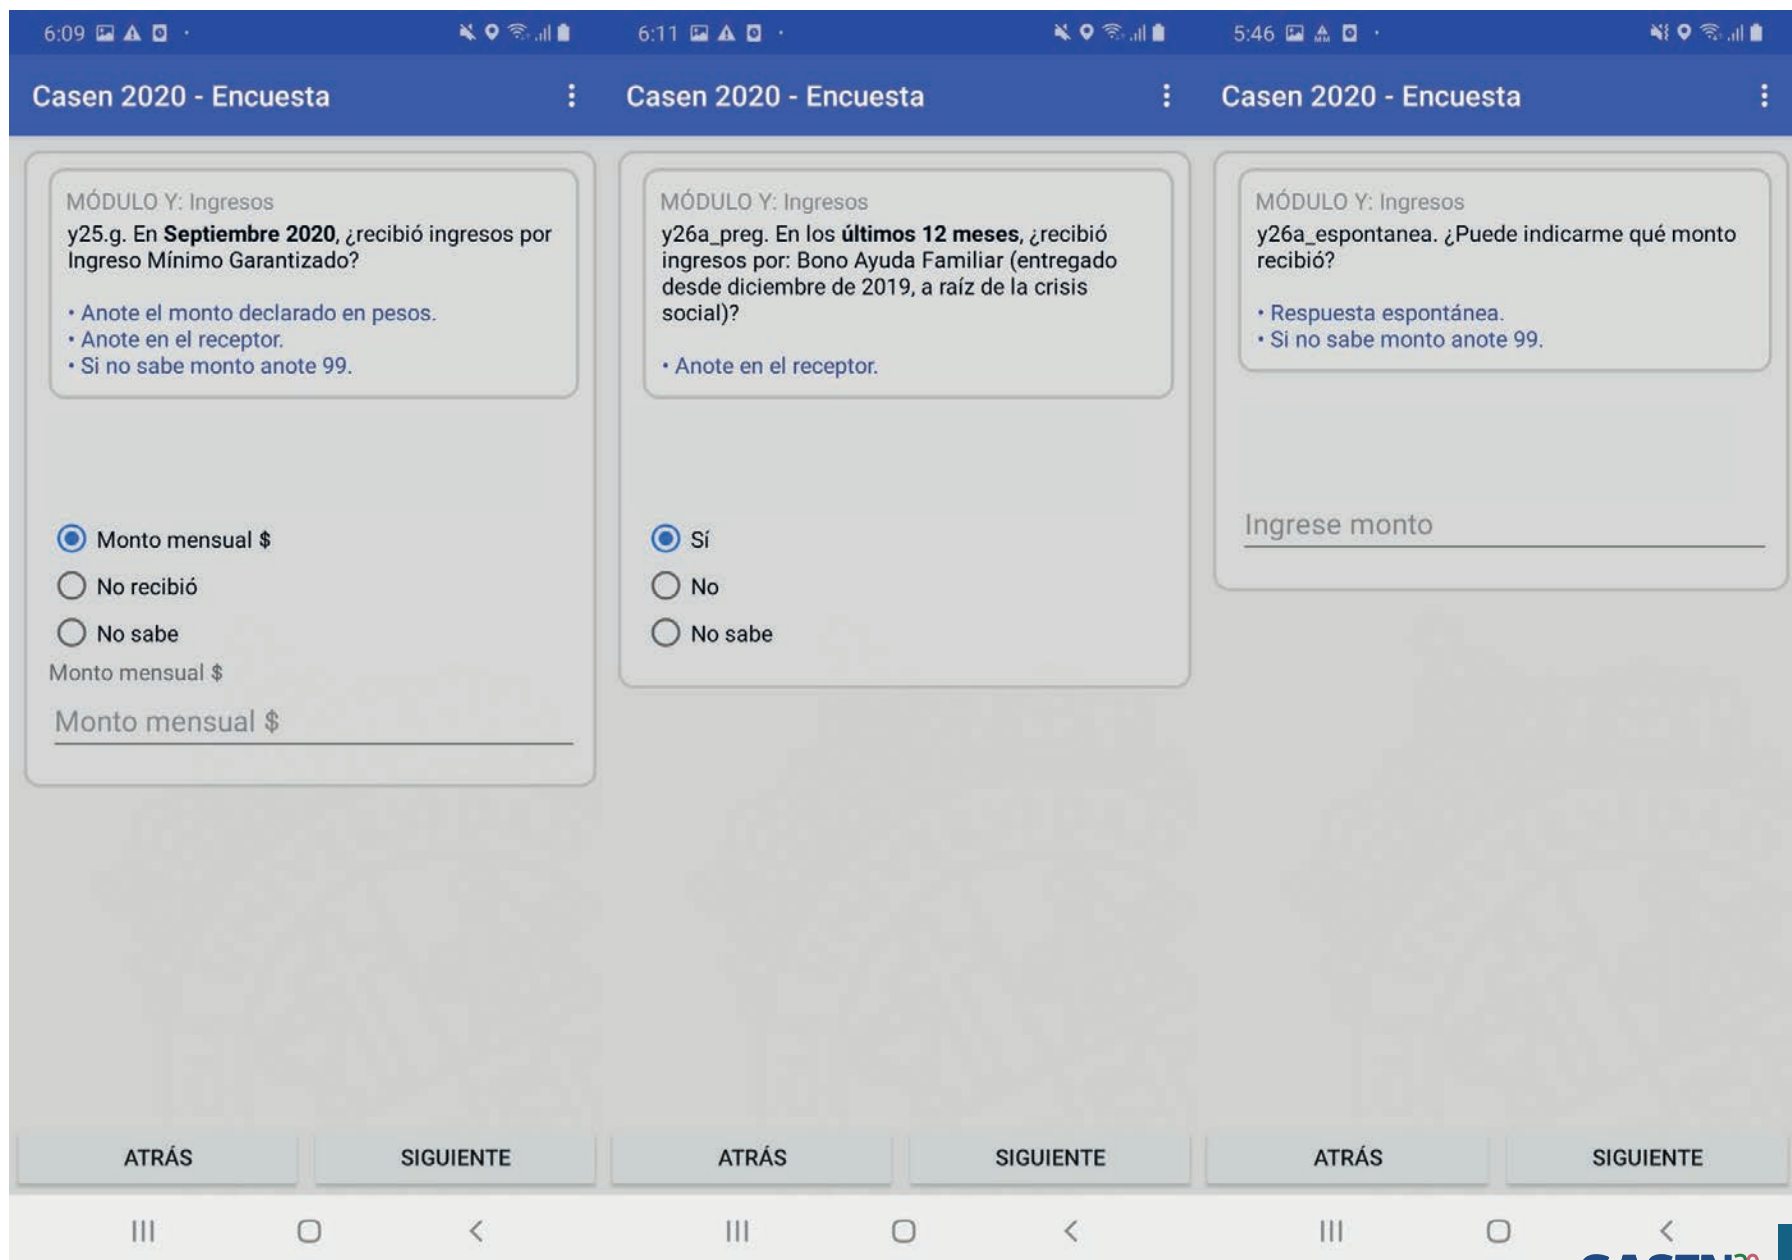 6:09
Casen 2020 - Encuesta
MÓDULO Y: Ingresos
y25.g. En Septiembre 2020, ¿recibió ingresos por
Ingreso Mínimo Garantizado?
• Anote el monto declarado en pesos.
• Anote en el receptor.
• Si no sabe monto anote 99.
Monto mensual $
No recibió
No sabe
Monto mensual $
Monto mensual $
ATRÁS
SIGUIENTE
6:11
Casen 2020 - Encuesta
MÓDULO Y: Ingresos
y26a_preg. En los últimos 12 meses, ¿recibió
ingresos por: Bono Ayuda Familiar (entregado
desde diciembre de 2019, a raíz de la crisis
social)?
• Anote en el receptor.
Sí
No
No sabe
ATRÁS
SIGUIENTE
5:46
Casen 2020 - Encuesta
MÓDULO Y: Ingresos
y26a_espontanea. ¿Puede indicarme qué monto
recibió?
• Respuesta espontánea.
• Si no sabe monto anote 99.
Ingrese monto
ATRÁS
SIGUIENTE